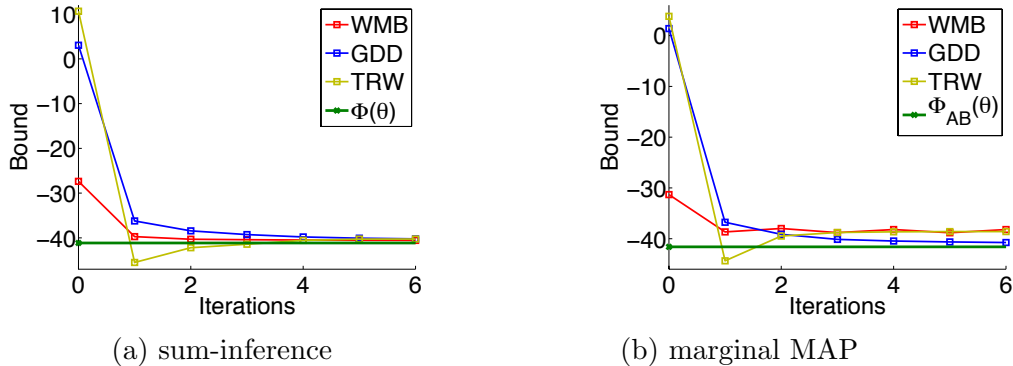 10
0
−10
−20
−30
−40
Bound
0
2
4
6
Iterations
WMB
GDD
TRW
Φ(θ)
(a) sum-inference
0
−10
−20
−30
−40
Bound
0
2
4
6
Iterations
WMB
GDD
TRW
Φ_AB(θ)
(b) marginal MAP